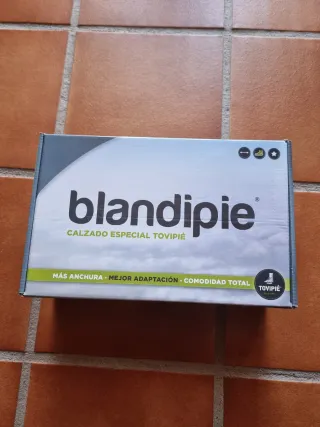 blandipie®
CALZADO ESPECIAL TOVIPIÉ
MÁS ANCHURA - MEJOR ADAPTACIÓN - COMODIDAD TOTAL
TOVIPIÉ